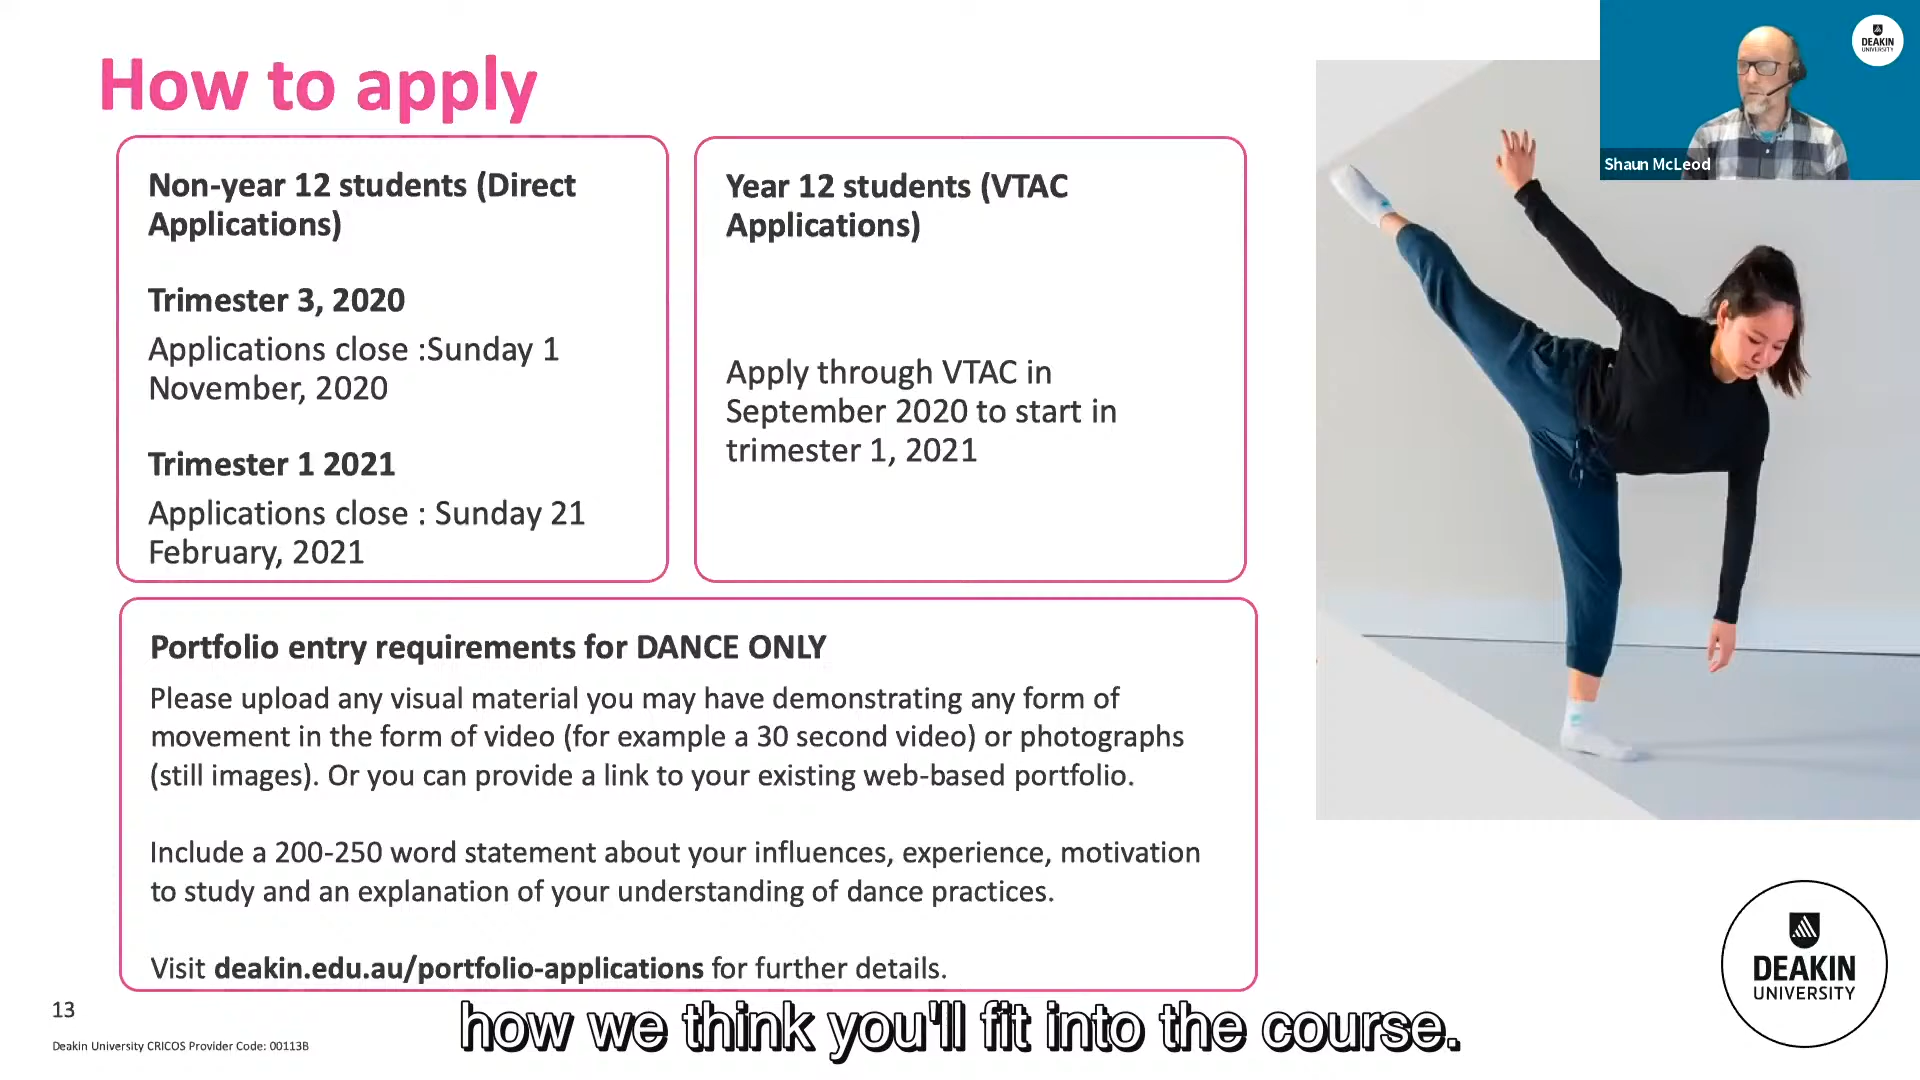 How to apply
Non-year 12 students (Direct
Applications)
Trimester 3, 2020
Applications close :Sunday 1
November, 2020
Trimester 1 2021
Applications close : Sunday 21
February, 2021
Year 12 students (VTAC
Applications)
Apply through VTAC in
September 2020 to start in
trimester 1, 2021
Portfolio entry requirements for DANCE ONLY
Please upload any visual material you may have demonstrating any form of
movement in the form of video (for example a 30 second video) or photographs
(still images). Or you can provide a link to your existing web-based portfolio.
Include a 200-250 word statement about your influences, experience, motivation
to study and an explanation of your understanding of dance practices.
Visit deakin.edu.au/portfolio-applications for further details.
DEAKIN
UNIVERSITY
Shaun McLeod
DEAKIN
UNIVERSITY
13
Deakin University CRICOS Provider Code: 00113B
how we think you'll fit into the course.